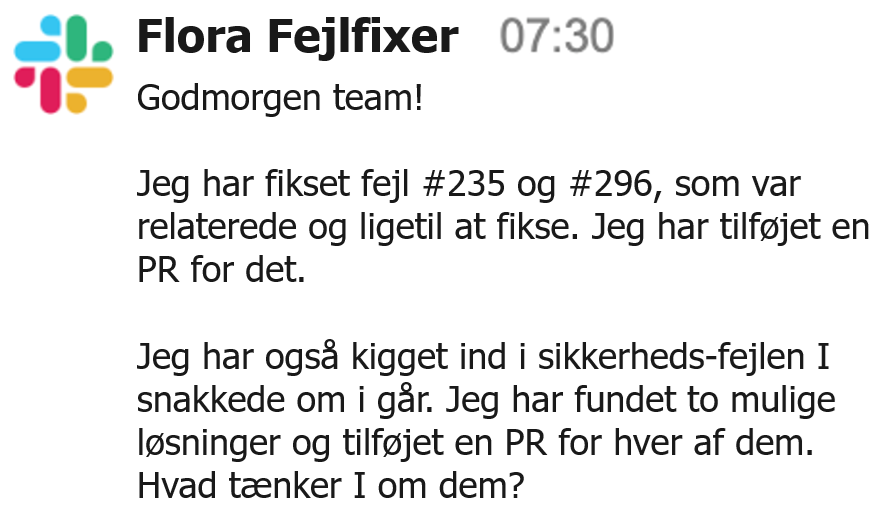 Flora Fejlfixer 07:30
Godmorgen team!
Jeg har fikset fejl #235 og #296, som var
relaterede og ligetil at fikse. Jeg har tilføjet en
PR for det.
Jeg har også kigget ind i sikkerheds-fejlen I
snakkede om i går. Jeg har fundet to mulige
løsninger og tilføjet en PR for hver af dem.
Hvad tænker I om dem?